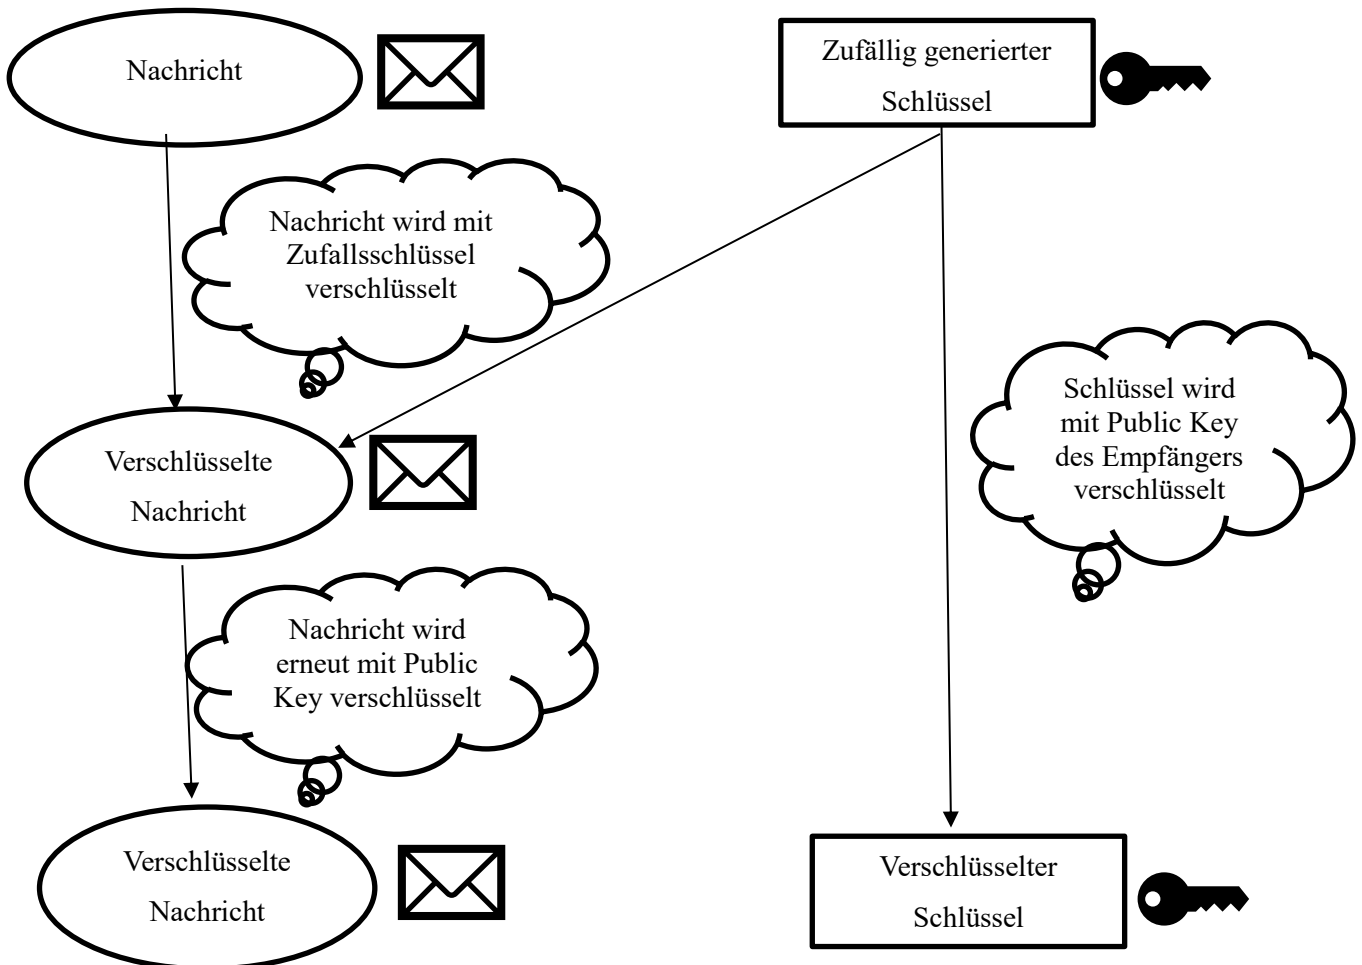 Nachricht
Zufällig generierter
Schlüssel
Nachricht wird mit
Zufallsschlüssel
verschlüsselt
Schlüssel wird
mit Public Key
des Empfängers
verschlüsselt
Verschlüsselte
Nachricht
Nachricht wird
erneut mit Public
Key verschlüsselt
Verschlüsselte
Nachricht
Verschlüsselter
Schlüssel